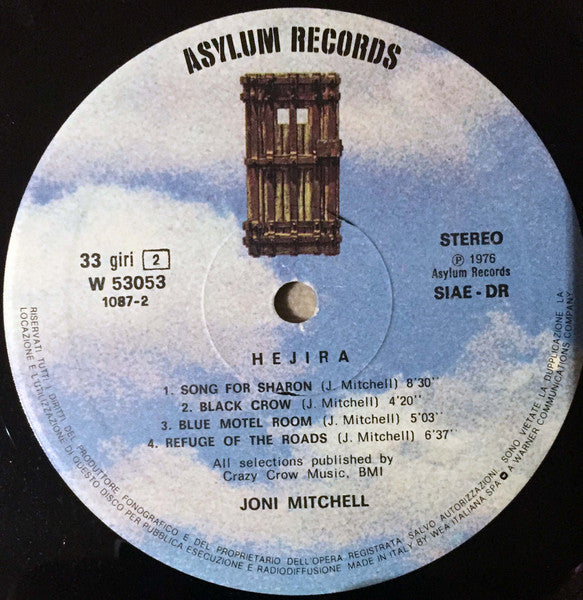 ASYLUM RECORDS
33 giri 2
W 53053
1087-2
STEREO
℗ 1976
Asylum Records
SIAE - DR
HEJIRA
1. SONG FOR SHARON (J. Mitchell) 8'30"
2. BLACK CROW (J. Mitchell) 4'20"
3. BLUE MOTEL ROOM (J. Mitchell) 5'03"
4. REFUGE OF THE ROADS (J. Mitchell) 6'37"
All selections published by
Crazy Crow Music, BMI
JONI MITCHELL
RISERVATI TUTTI I DIRITTI DEL PRODUTTORE FONOGRAFICO E DEL PROPRIETARIO DELL'OPERA REGISTRATA. SALVO AUTORIZZAZIONI, SONO VIETATE LA DUPPLICAZIONE, LA
LOCAZIONE E L'UTILIZZAZIONE DI QUESTO DISCO PER PUBBLICA ESECUZIONE E RADIODIFFUSIONE MADE IN ITALY BY WEA ITALIANA SPA A WARNER COMMUNICATIONS COMPANY.